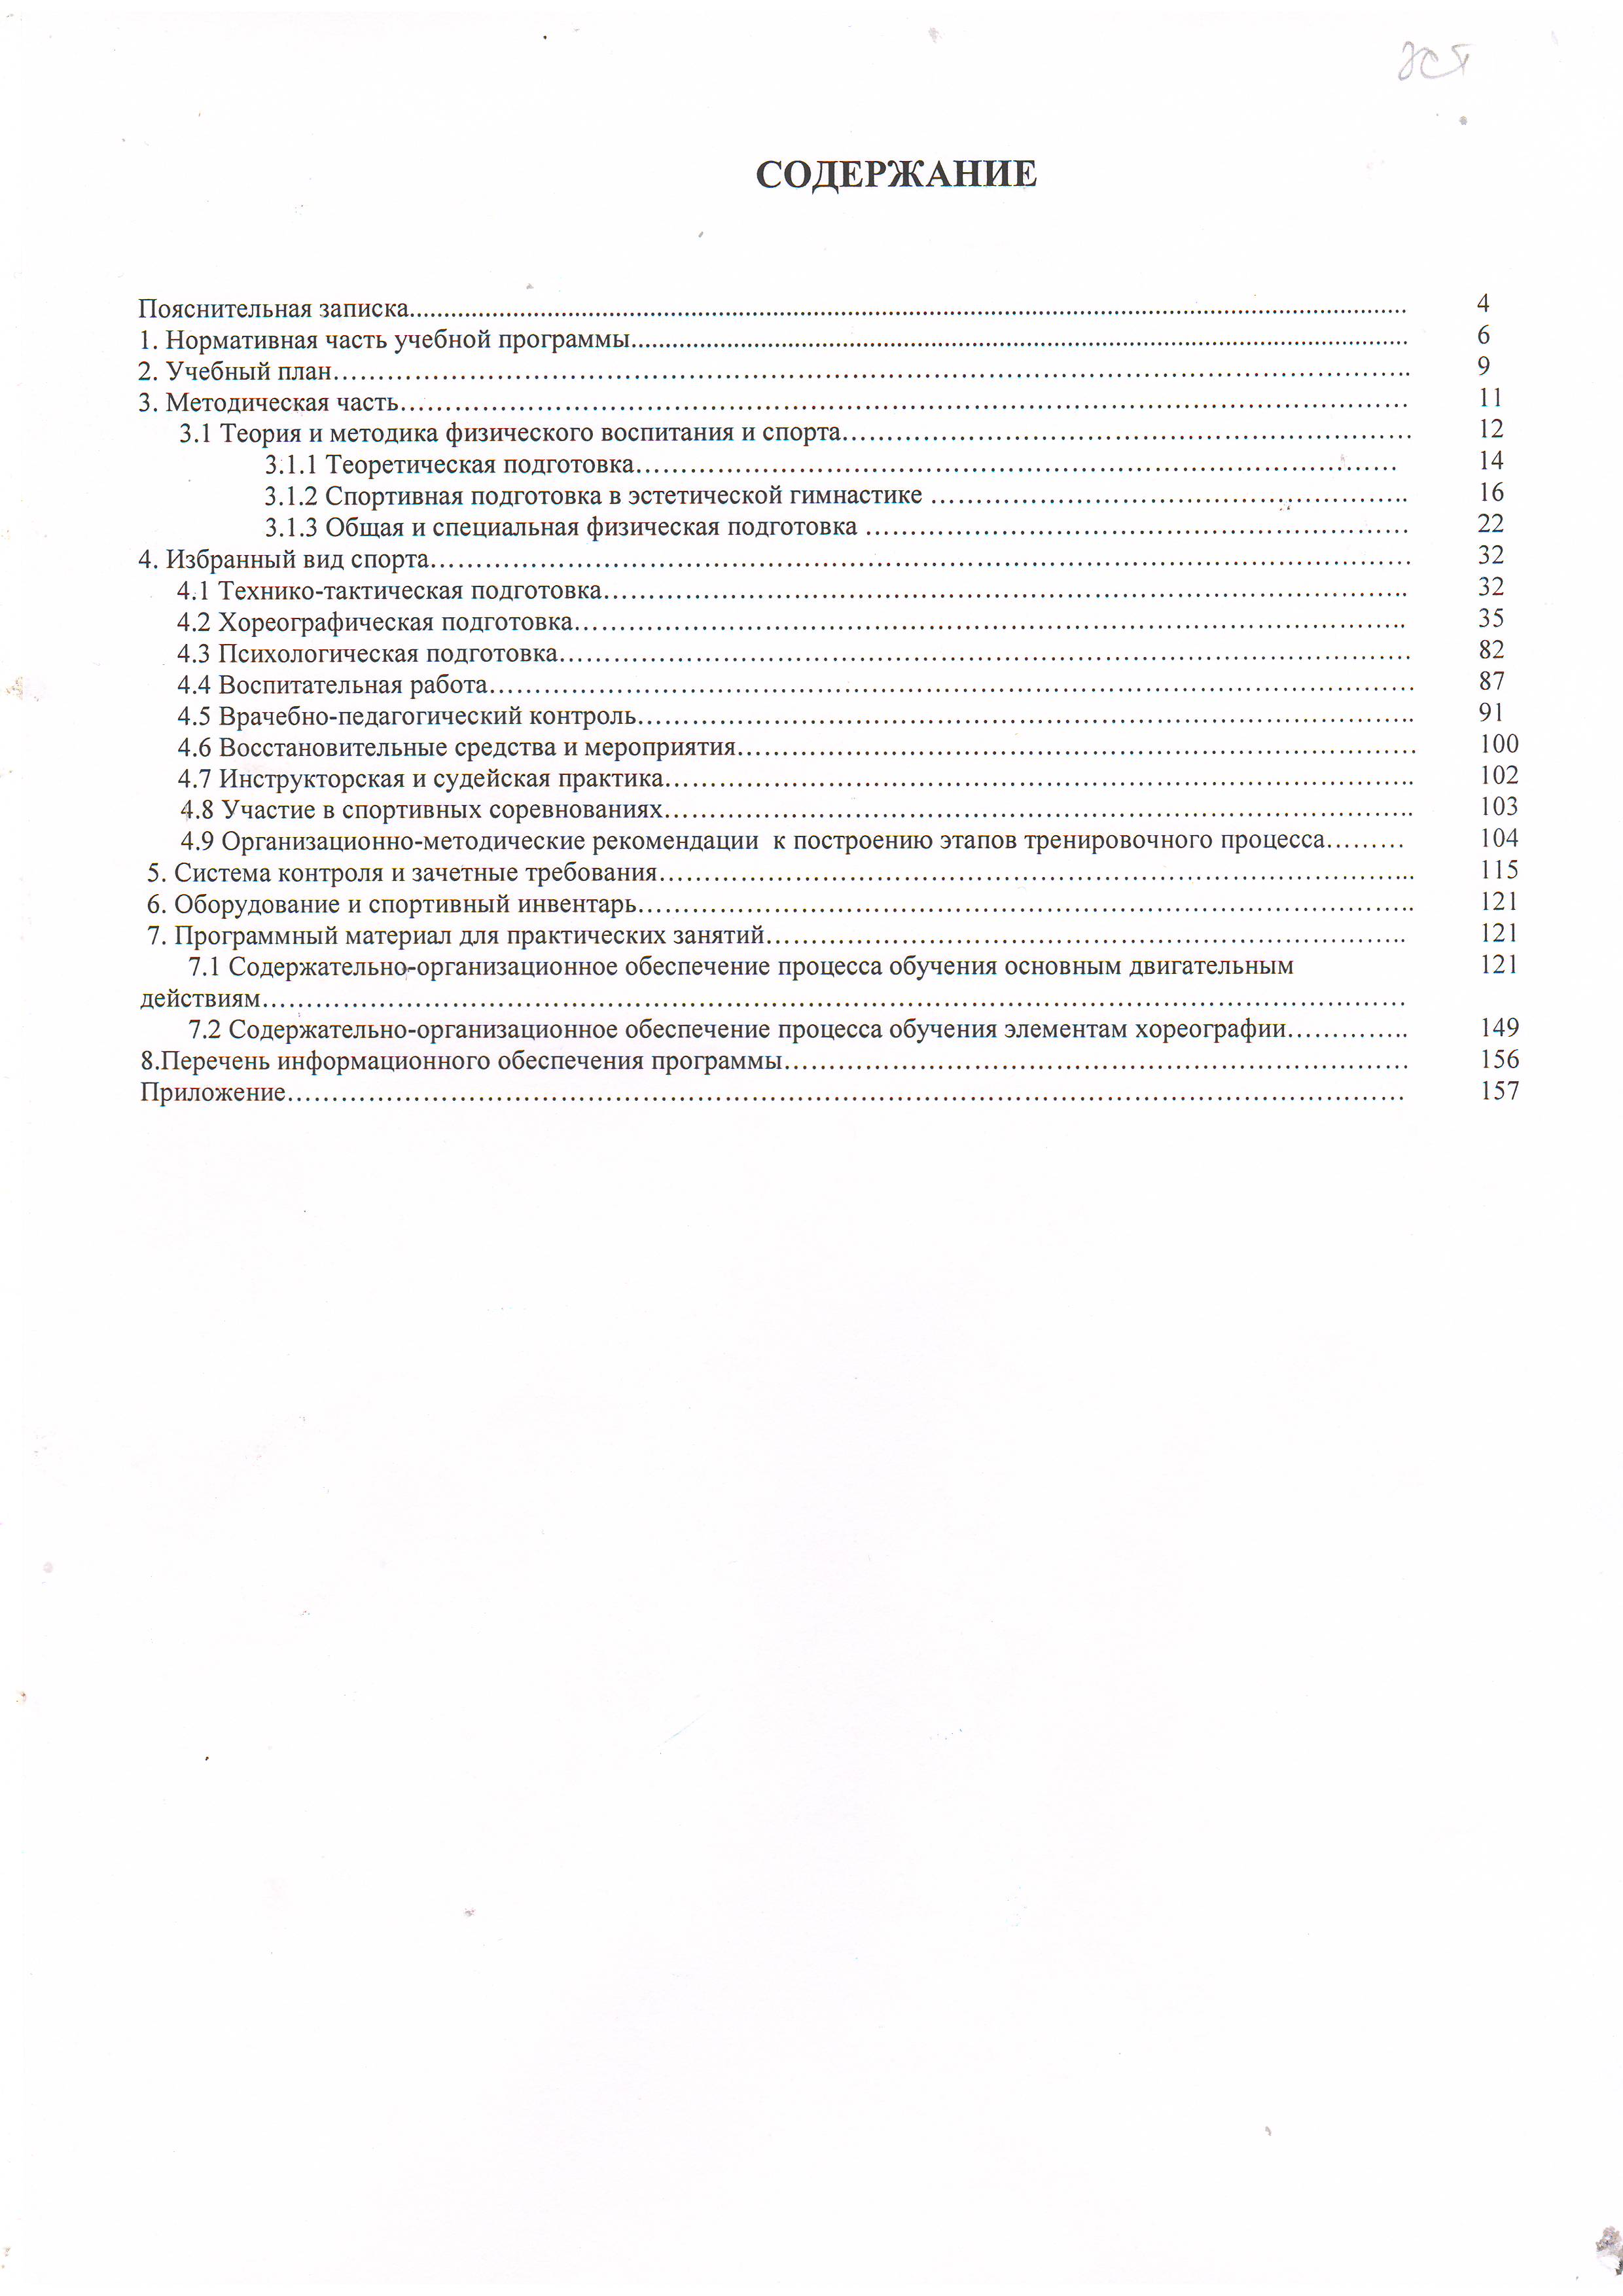 СОДЕРЖАНИЕ
Пояснительная записка.......................................................................................................... 4
1. Нормативная часть учебной программы.......................................................................................................... 6
2. Учебный план…………………………………………………………………………….. 9
3. Методическая часть…………………………………………………………………………… 11
3.1 Теория и методика физического воспитания и спорта………………………………………… 12
3.1.1 Теоретическая подготовка………………………………………………………… 14
3.1.2 Спортивная подготовка в эстетической гимнастике …………………………………….. 16
3.1.3 Общая и специальная физическая подготовка ………………………………………… 22
4. Избранный вид спорта………………………………………………………………………… 32
4.1 Технико-тактическая подготовка…………………………………………………………….. 32
4.2 Хореографическая подготовка……………………………………………………………….. 35
4.3 Психологическая подготовка………………………………………………………………… 82
4.4 Воспитательная работа……………………………………………………………………… 87
4.5 Врачебно-педагогический контроль………………………………………………………….. 91
4.6 Восстановительные средства и мероприятия………………………………………………… 100
4.7 Инструкторская и судейская практика……………………………………………………….. 102
4.8 Участие в спортивных соревнованиях……………………………………………………….. 103
4.9 Организационно-методические рекомендации к построению этапов тренировочного процесса……… 104
5. Система контроля и зачетные требования……………………………………………………….. 115
6. Оборудование и спортивный инвентарь………………………………………………………….. 121
7. Программный материал для практических занятий……………………………………………….. 121
7.1 Содержательно-организационное обеспечение процесса обучения основным двигательным 121
действиям……………………………………………………………………………………
7.2 Содержательно-организационное обеспечение процесса обучения элементам хореографии………….. 149
8.Перечень информационного обеспечения программы……………………………………………… 156
Приложение…………………………………………………………………………………… 157